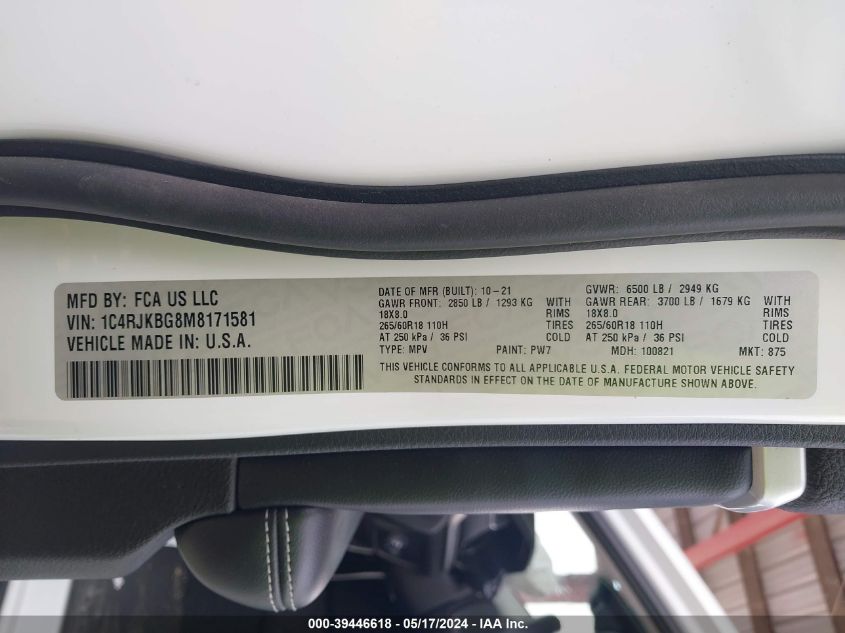 MFD BY: FCA US LLC
VIN: 1C4RJKBG8M8171581
VEHICLE MADE IN: U.S.A.
DATE OF MFR (BUILT): 10-21 GVWR: 6500 LB / 2949 KG
GAWR FRONT: 2850 LB / 1293 KG WITH GAWR REAR: 3700 LB / 1679 KG WITH
18X8.0 RIMS 18X8.0 RIMS
265/60R18 110H TIRES 265/60R18 110H TIRES
AT 250 kPa / 36 PSI COLD AT 250 kPa / 36 PSI COLD
TYPE: MPV PAINT: PW7 MDH: 100821 MKT: 875
THIS VEHICLE CONFORMS TO ALL APPLICABLE U.S.A. FEDERAL MOTOR VEHICLE SAFETY
STANDARDS IN EFFECT ON THE DATE OF MANUFACTURE SHOWN ABOVE.
000-39446618 - 05/17/2024 - IAA, Inc.